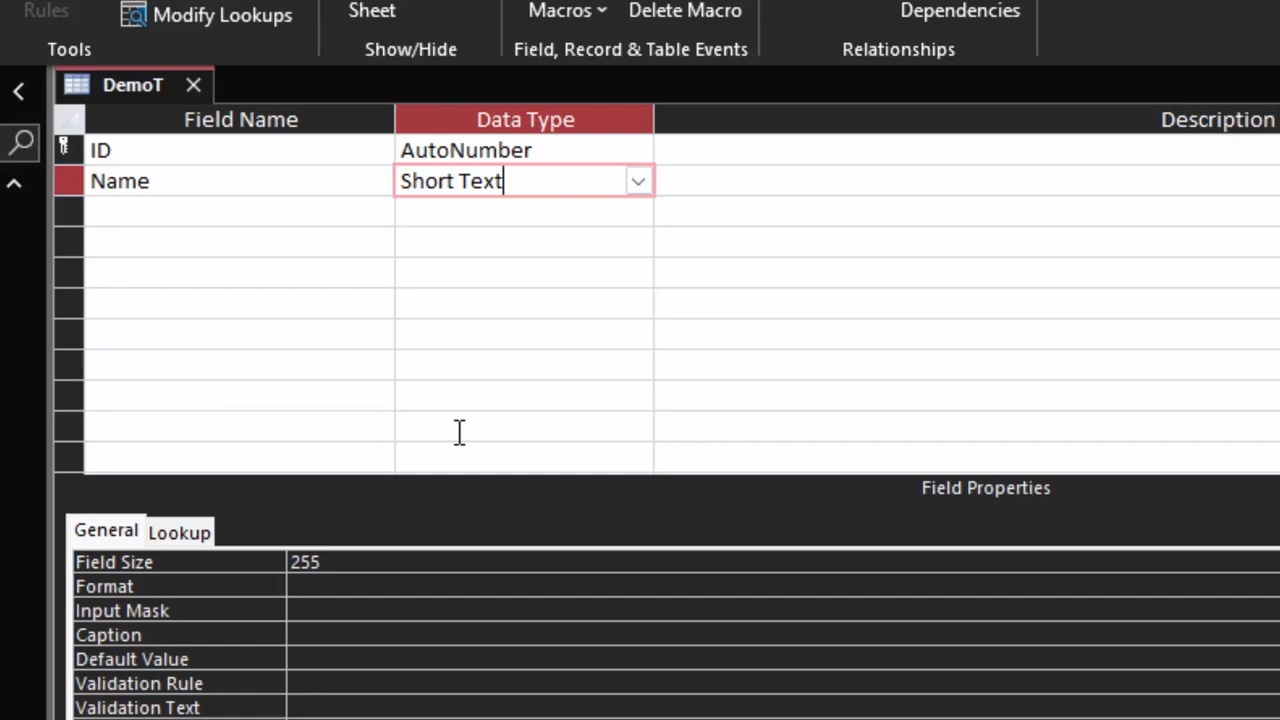 Rules
Modify Lookups
Sheet
Macros
Delete Macro
Dependencies
Tools
Show/Hide
Field, Record & Table Events
Relationships
DemoT
Field Name
Data Type
Description
ID
AutoNumber
Name
Short Text
Field Properties
General
Lookup
Field Size
255
Format
Input Mask
Caption
Default Value
Validation Rule
Validation Text